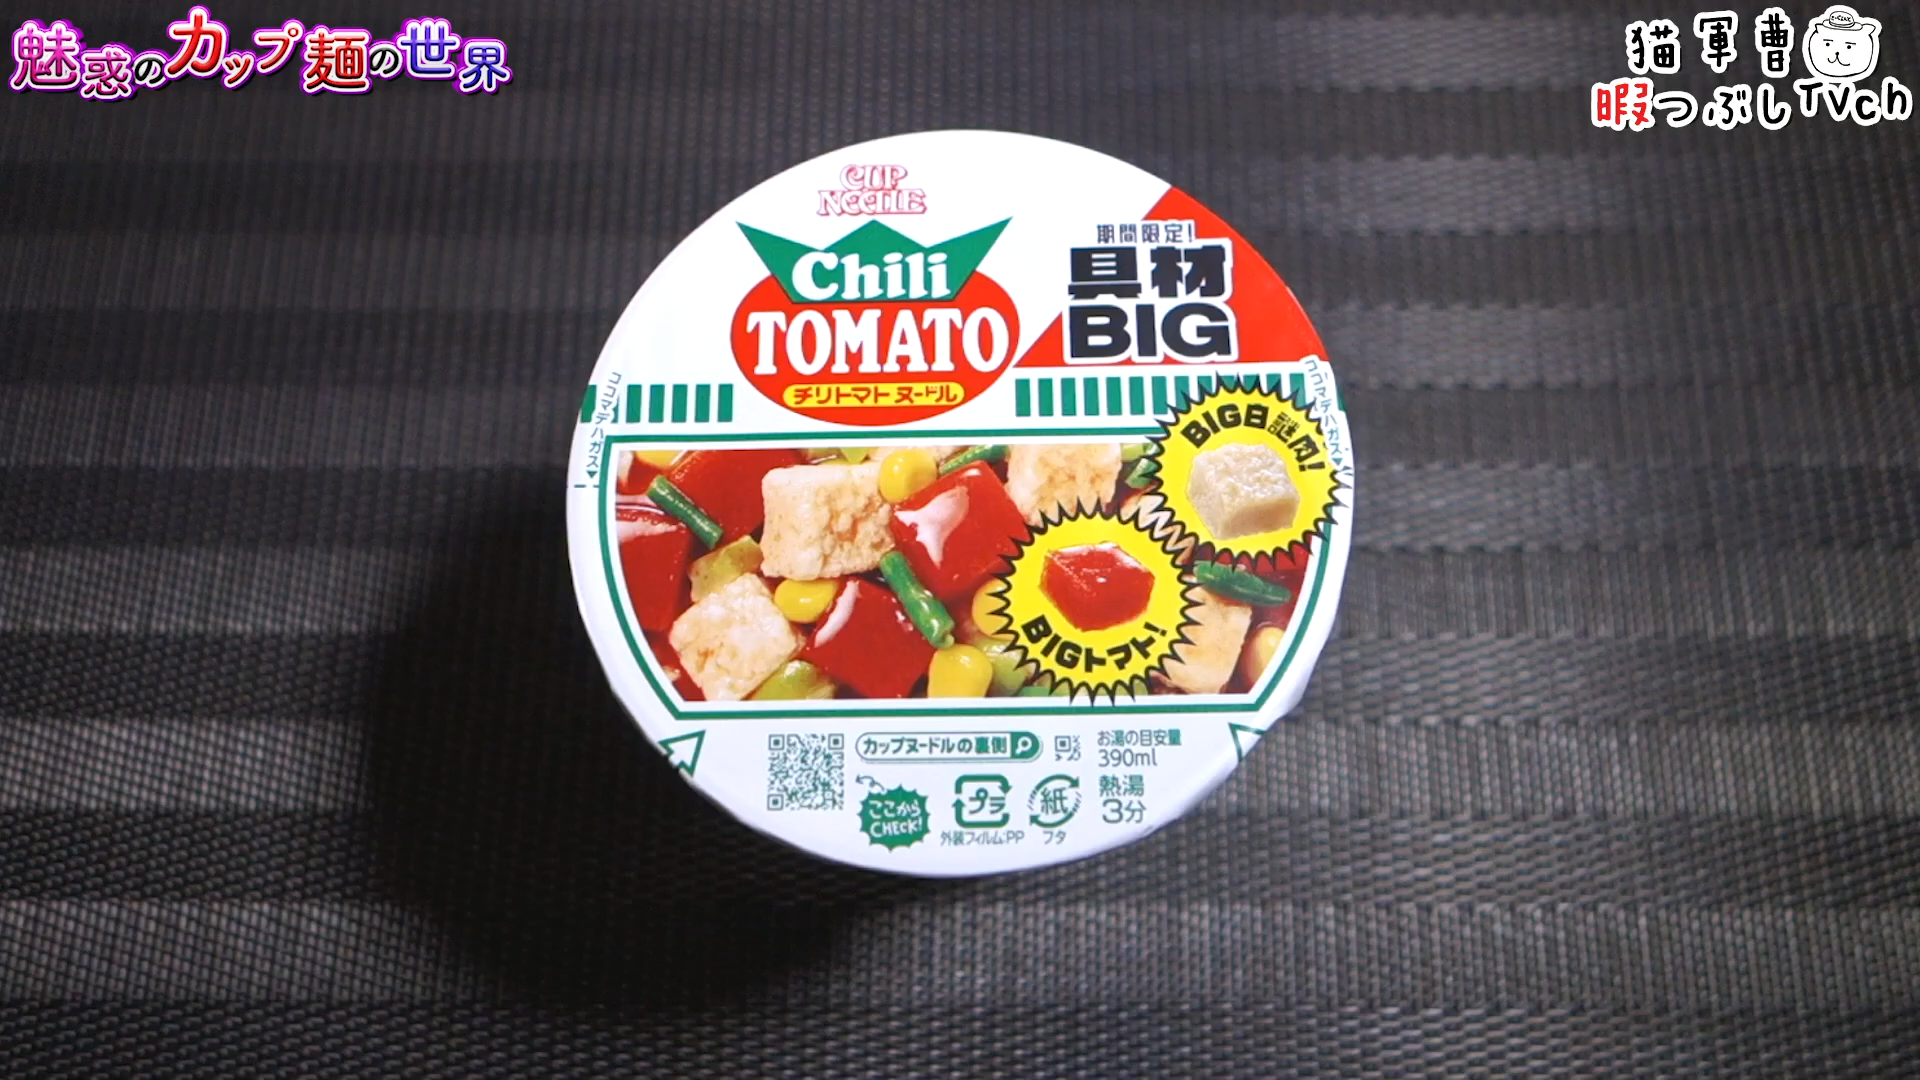 魅惑のカップ麺の世界
猫軍曹
暇つぶしTVch
CUP
NOODLE
Chili
TOMATO
チリトマト ヌードル
期間限定!
具材
BIG
ココマデハガス
ココマデハガス
BIG白謎肉!
BIGトマト!
カップヌードルの裏側
お湯の目安量
390ml
熱湯
3分
ここから
CHECK!
プラ
外装フィルム:PP
紙
フタ